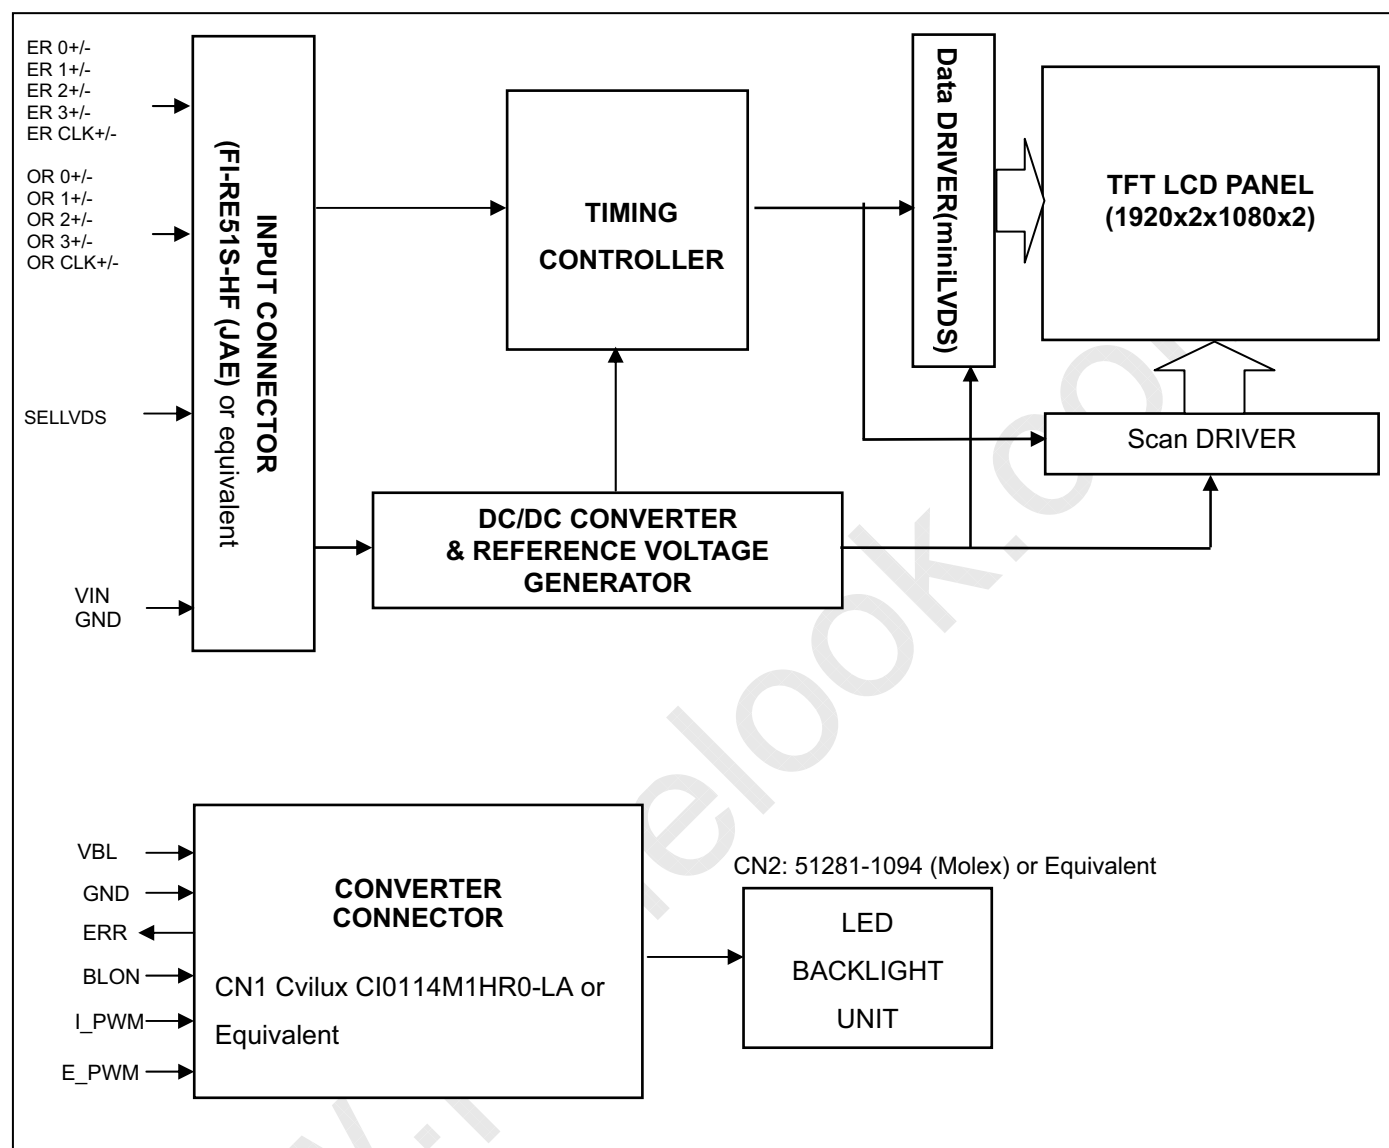 ER 0+/-
ER 1+/-
ER 2+/-
ER 3+/-
ER CLK+/-
OR 0+/-
OR 1+/-
OR 2+/-
OR 3+/-
OR CLK+/-
SELLVDS
VIN
GND
INPUT CONNECTOR
(FI-RE51S-HF (JAE) or equivalent
TIMING
CONTROLLER
Data DRIVER(miniLVDS)
TFT LCD PANEL
(1920x2x1080x2)
Scan DRIVER
DC/DC CONVERTER
& REFERENCE VOLTAGE
GENERATOR
VBL
GND
ERR
BLON
I_PWM
E_PWM
CONVERTER
CONNECTOR
CN1 Cvilux CI0114M1HR0-LA or
Equivalent
CN2: 51281-1094 (Molex) or Equivalent
LED
BACKLIGHT
UNIT